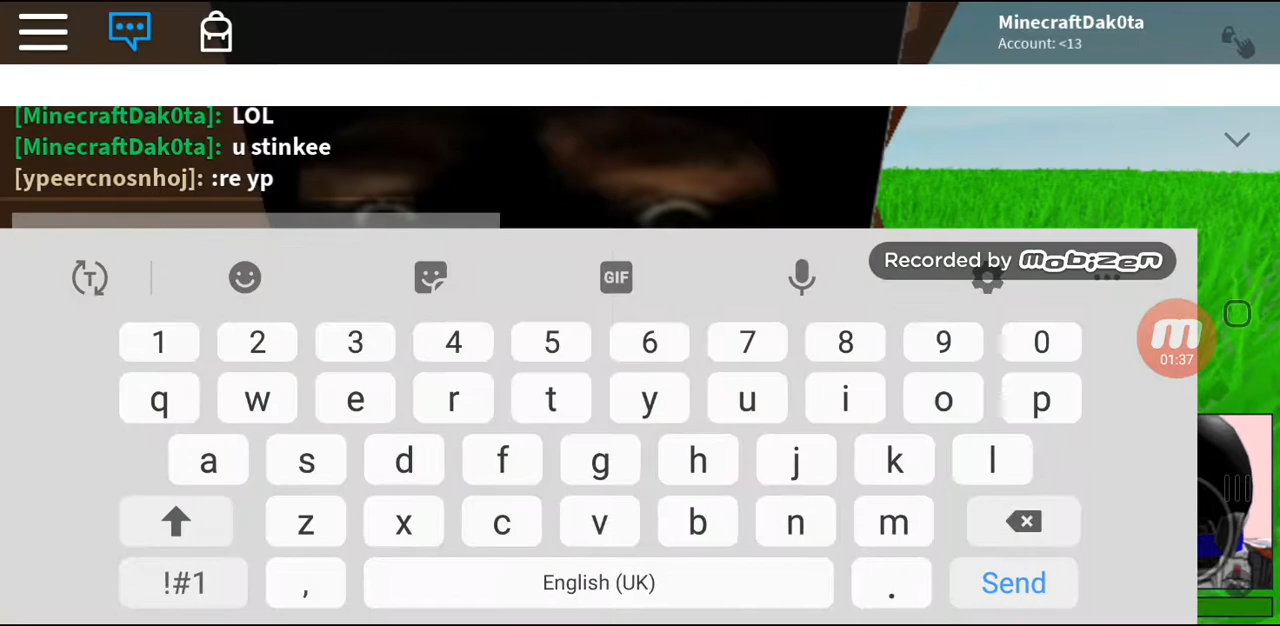 MinecraftDak0ta
Account: <13
[MinecraftDak0ta]: LOL
[MinecraftDak0ta]: u stinkee
[ypeercnosnhoj]: :re yp
Recorded by mobizen
T
GIF
1 2 3 4 5 6 7 8 9 0
q w e r t y u i o p
M
01:37
a s d f g h j k l
z x c v b n m
!#1 , English (UK) . Send